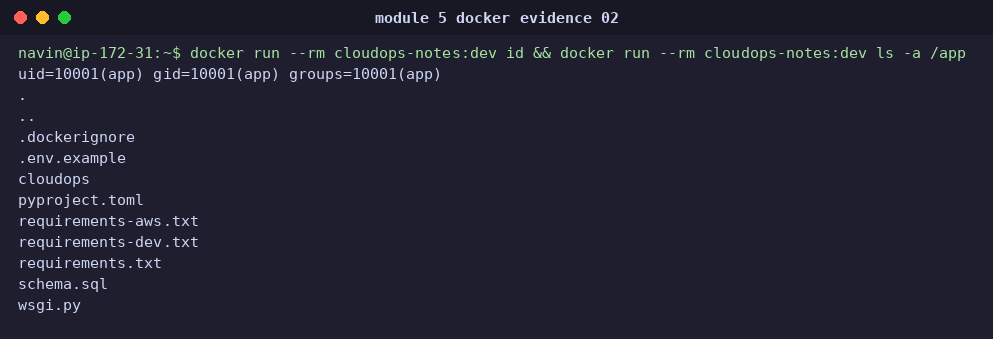 module 5 docker evidence 02
navin@ip-172-31:~$ docker run --rm cloudops-notes:dev id && docker run --rm cloudops-notes:dev ls -a /app
uid=10001(app) gid=10001(app) groups=10001(app)
.
..
.dockerignore
.env.example
cloudops
pyproject.toml
requirements-aws.txt
requirements-dev.txt
requirements.txt
schema.sql
wsgi.py